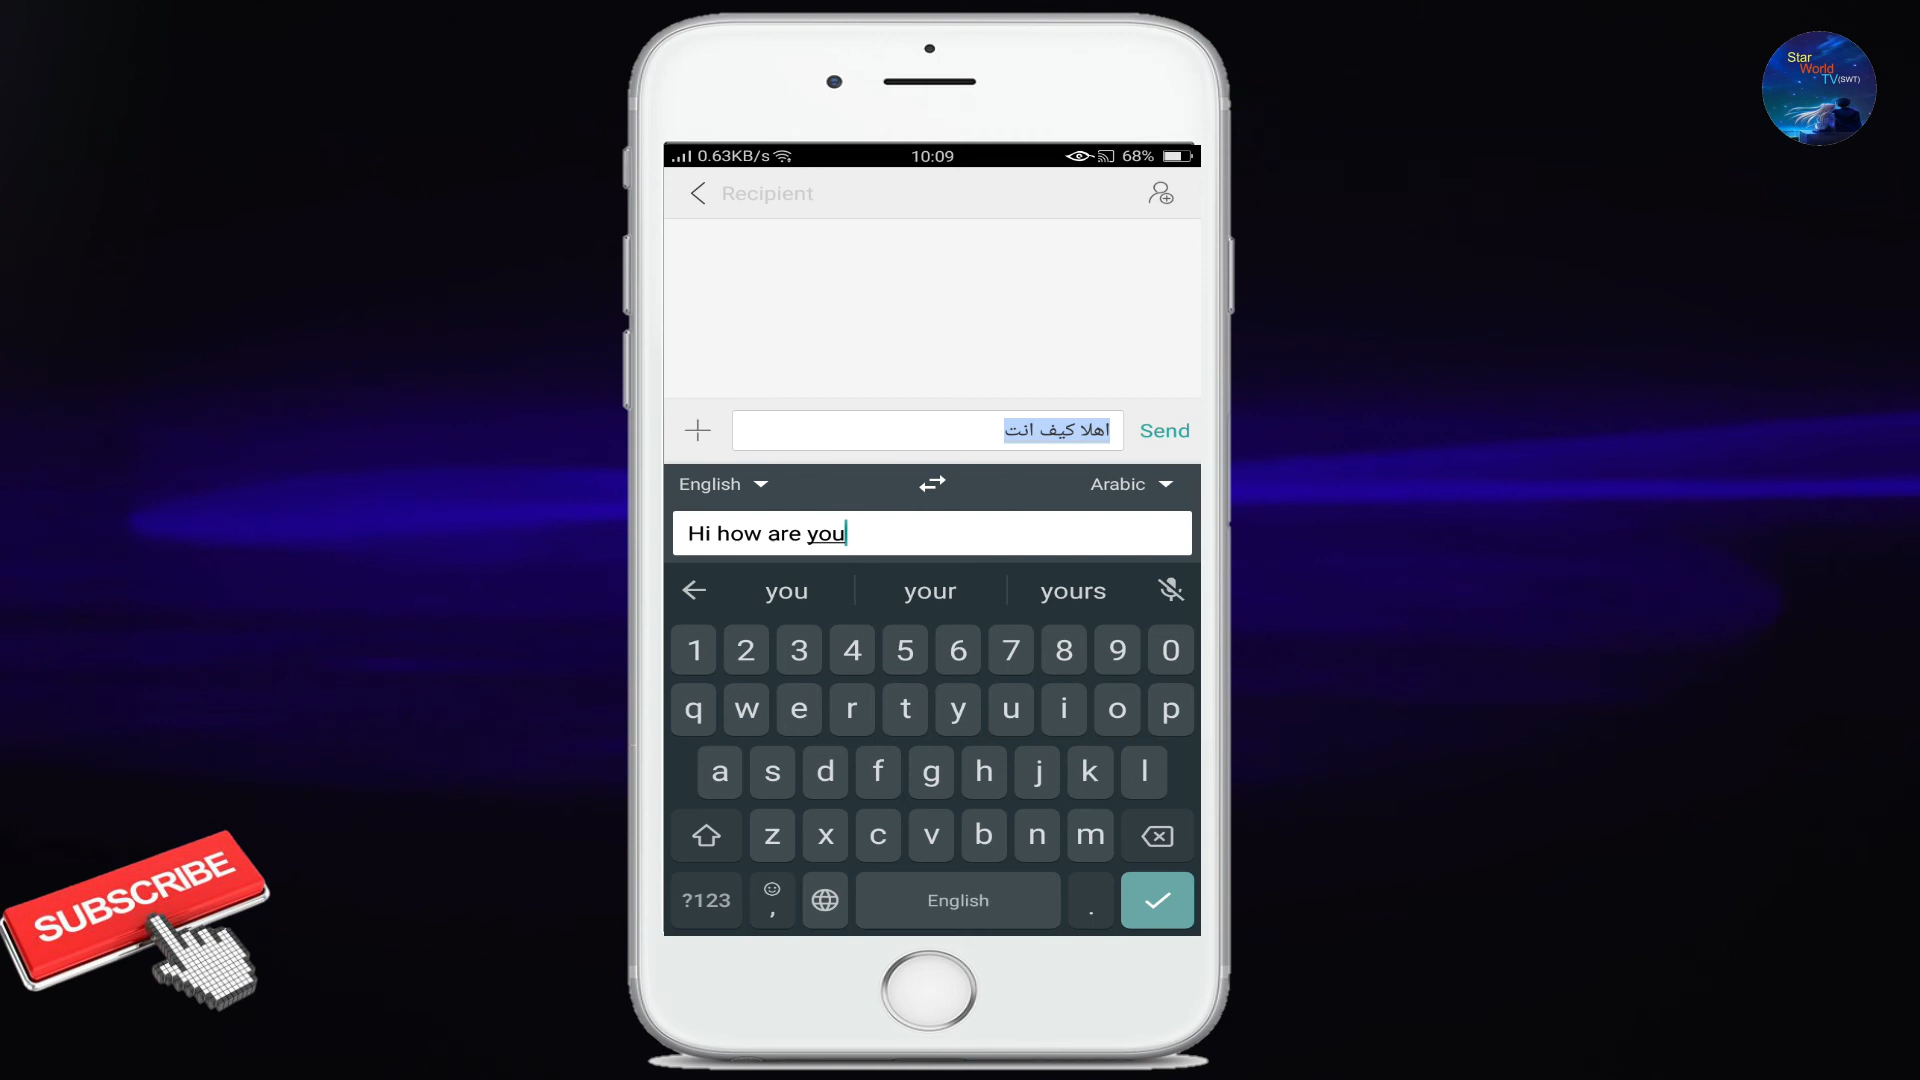 Star
World
TV(SWT)
0.63KB/s 10:09 68%
Recipient
اهلا كيف انت
Send
English Arabic
Hi how are you
you your yours
1 2 3 4 5 6 7 8 9 0
q w e r t y u i o p
a s d f g h j k l
z x c v b n m
?123 , English .
SUBSCRIBE